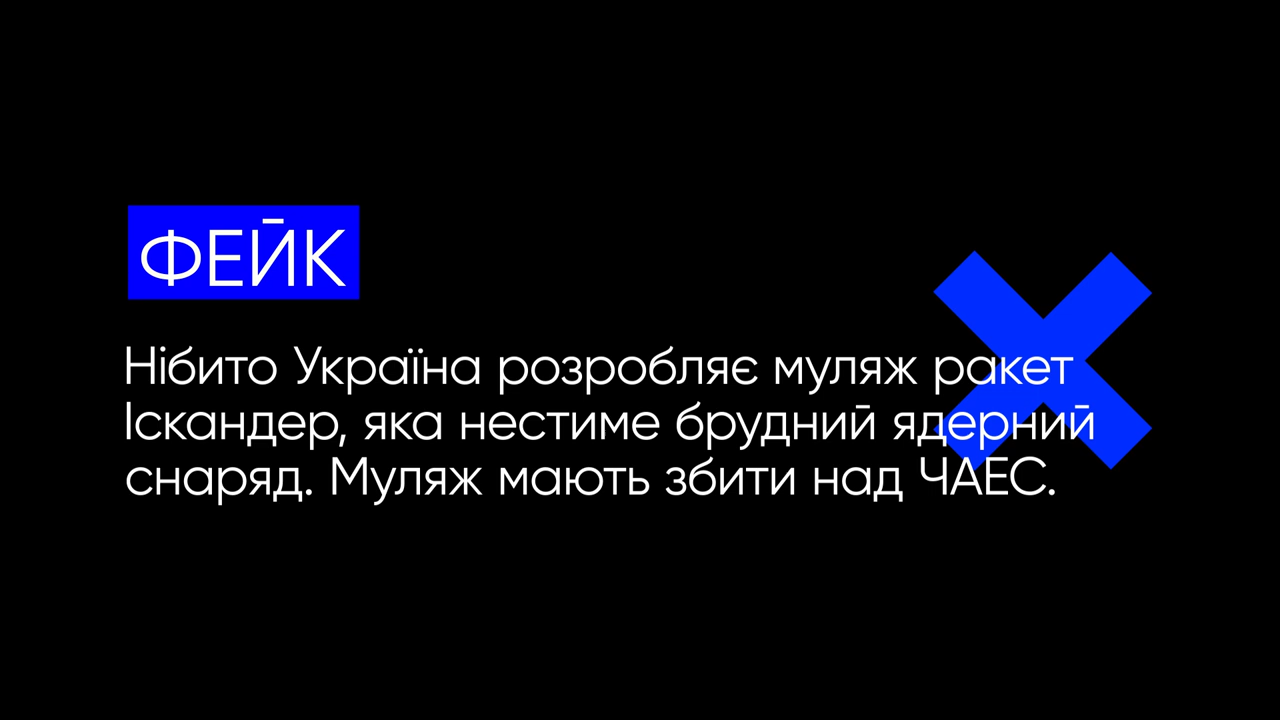 ФЕЙК
Нібито Україна розробляє муляж ракет
Іскандер, яка нестиме брудний ядерний
снаряд. Муляж мають збити над ЧАЕС.